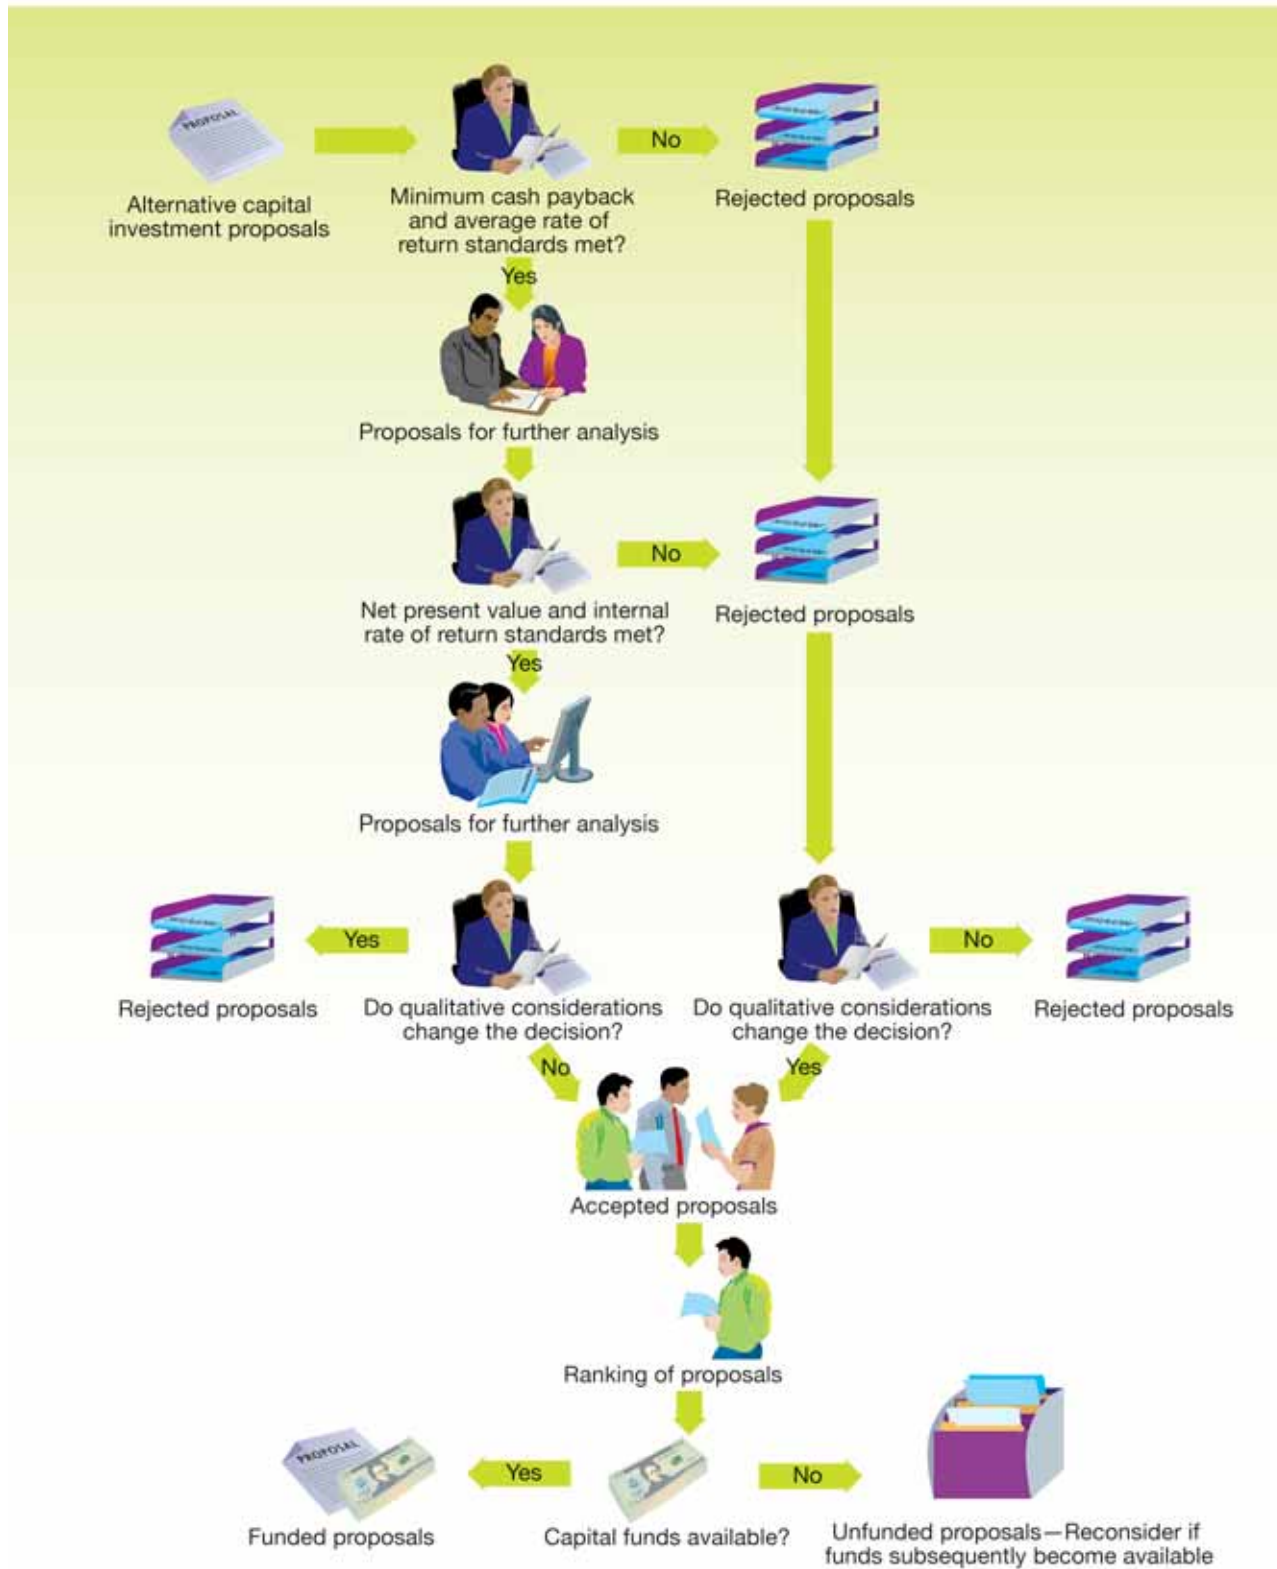 PROPOSAL
Alternative capital
investment proposals
Minimum cash payback
and average rate of
return standards met?
No
Rejected proposals
Yes
Proposals for further analysis
Net present value and internal
rate of return standards met?
No
Rejected proposals
Yes
Proposals for further analysis
Yes
Rejected proposals
Do qualitative considerations
change the decision?
Do qualitative considerations
change the decision?
No
Rejected proposals
No
Yes
Accepted proposals
Ranking of proposals
PROPOSAL
Funded proposals
Yes
Capital funds available?
No
Unfunded proposals—Reconsider if
funds subsequently become available